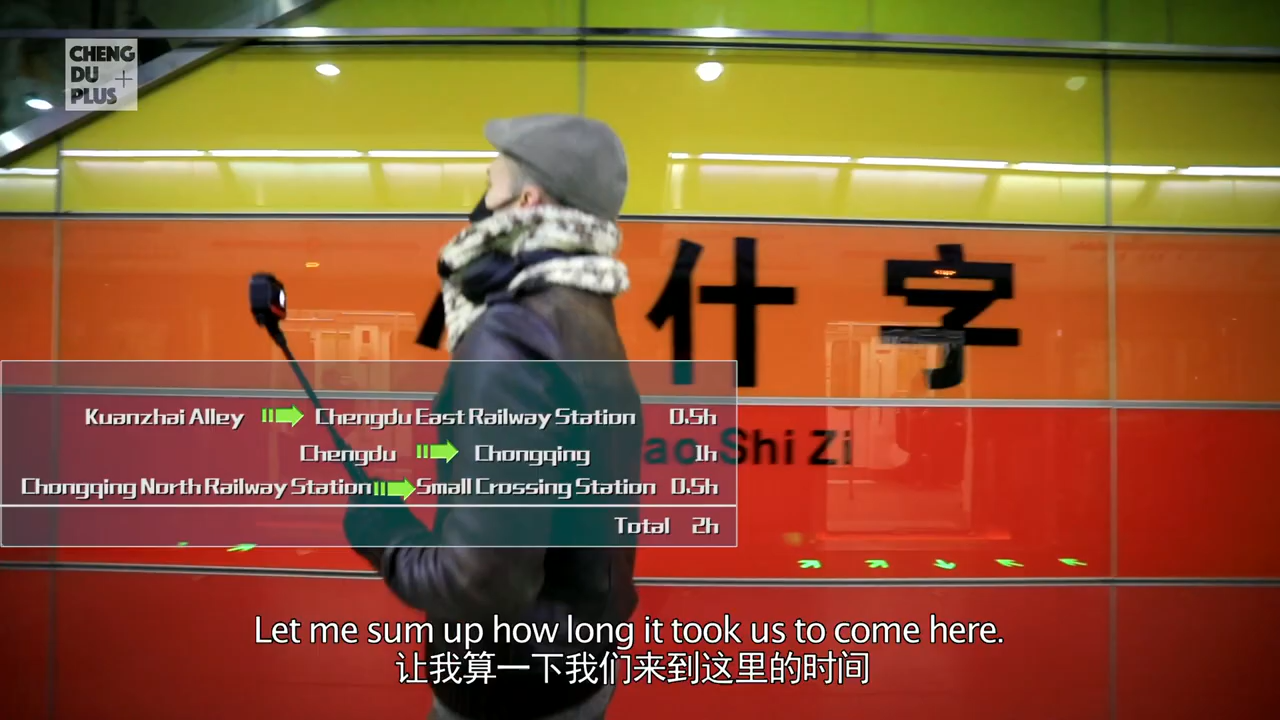 CHENG
DU
PLUS
什字
ao Shi Zi
Kuanzhai Alley Chengdu East Railway Station 0.5h
Chengdu Chongqing 1h
Chongqing North Railway Station Small Crossing Station 0.5h
Total 2h
Let me sum up how long it took us to come here.
让我算一下我们来到这里的时间